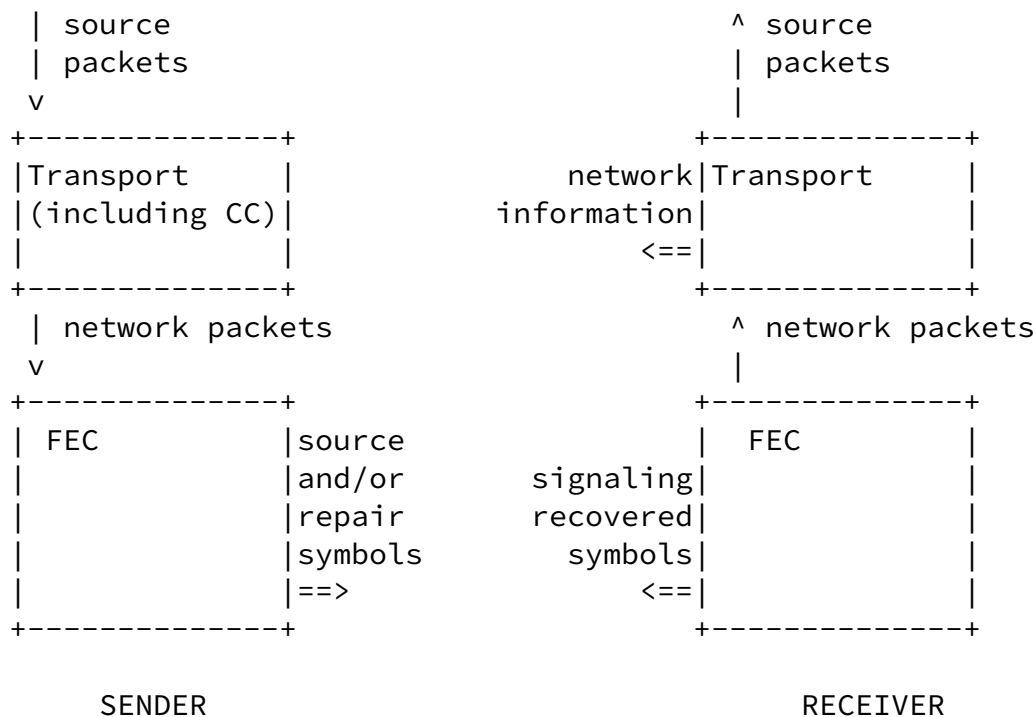 | source                                ^ source
 | packets                               | packets
 v                                       |
+--------------+                       +--------------+
|Transport     |                network|Transport     |
|(including CC)|            information|              |
|              |                    <==|              |
+--------------+                       +--------------+
 | network packets                       ^ network packets
 v                                       |
+--------------+                       +--------------+
| FEC          |source                 |  FEC         |
|              |and/or        signaling|              |
|              |repair        recovered|              |
|              |symbols         symbols|              |
|              |==>                 <==|              |
+--------------+                       +--------------+
     SENDER                                  RECEIVER